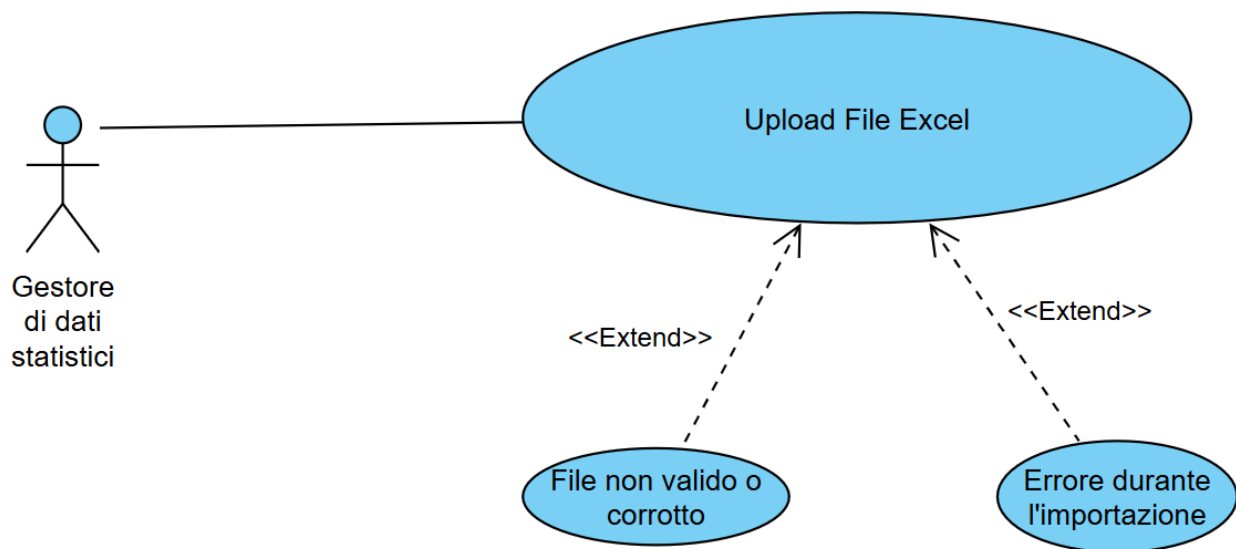 Upload File Excel
Gestore
di dati
statistici
<<Extend>>
<<Extend>>
File non valido o
corrotto
Errore durante
l'importazione